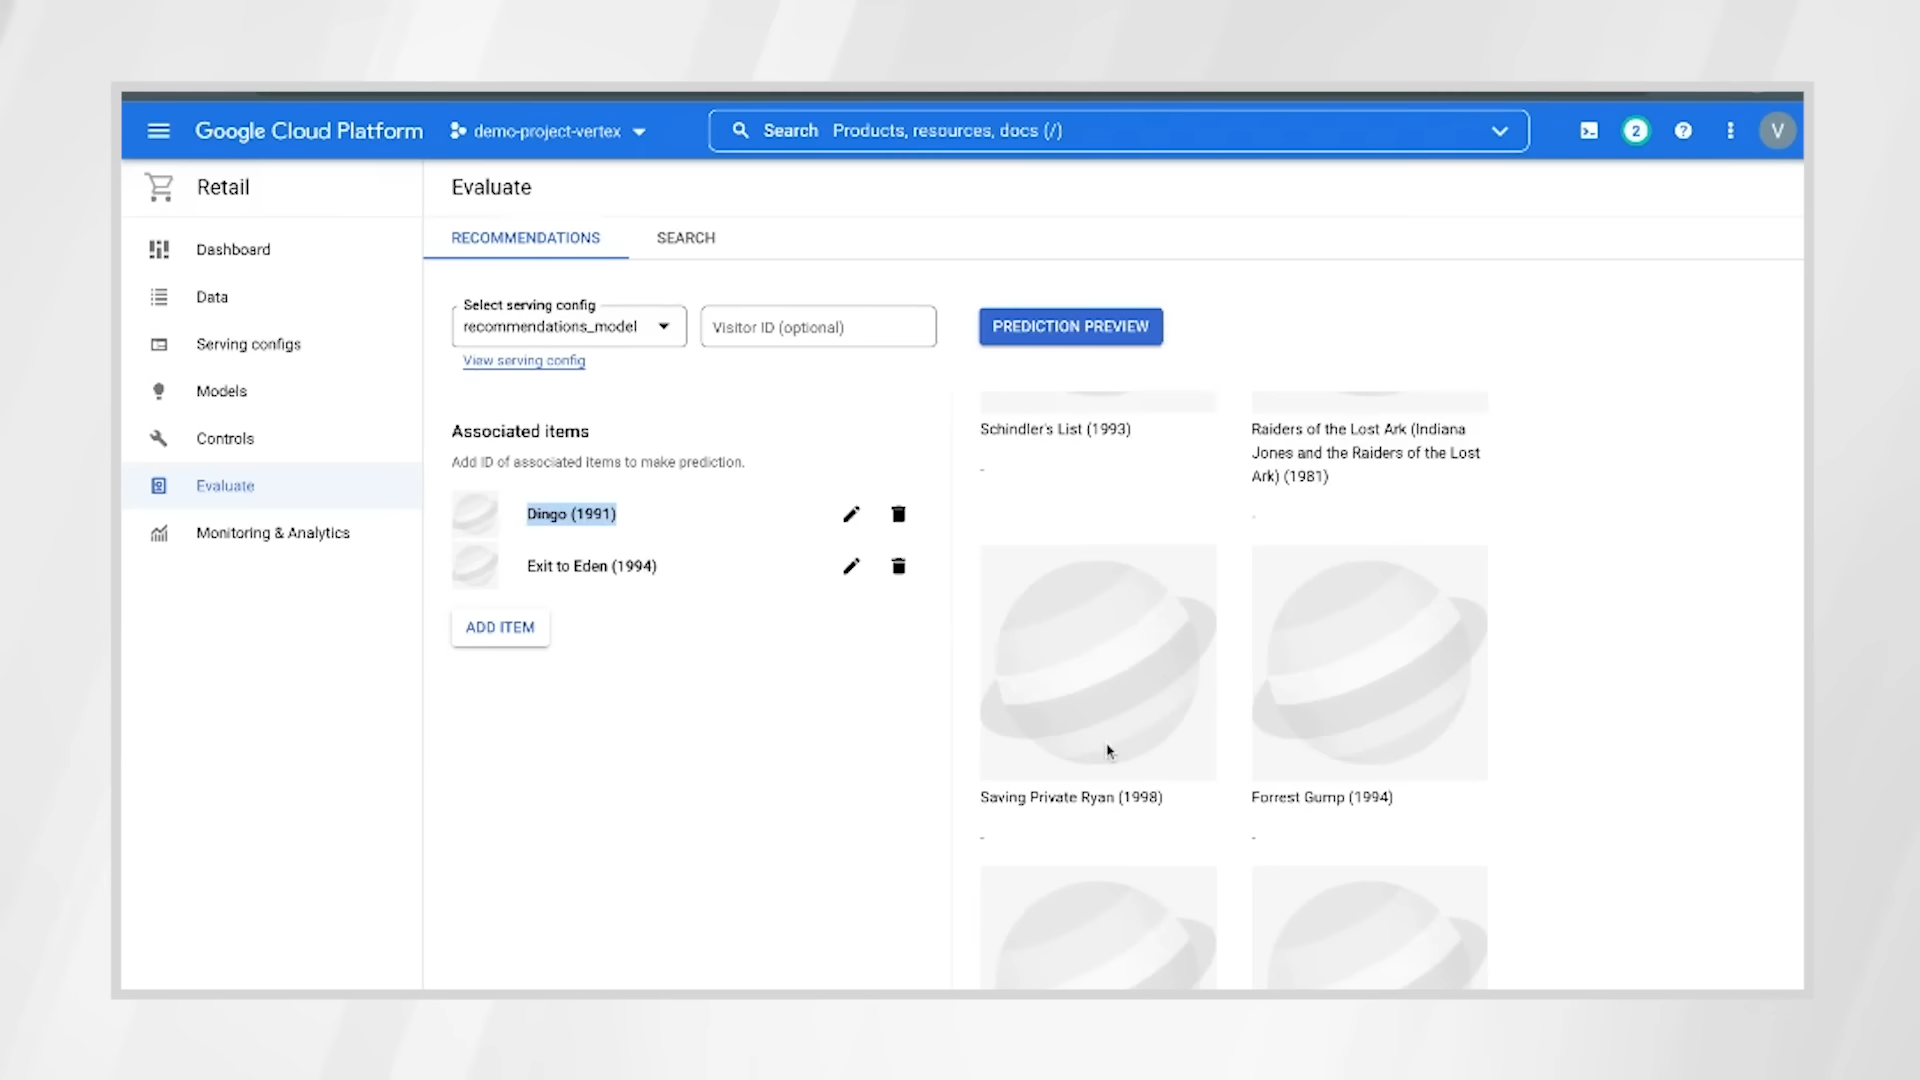 Google Cloud Platform
demo-project-vertex
Search Products, resources, docs (/)
2
V
Retail
Evaluate
Dashboard
Data
Serving configs
Models
Controls
Evaluate
Monitoring & Analytics
RECOMMENDATIONS
SEARCH
Select serving config
recommendations_model
Visitor ID (optional)
PREDICTION PREVIEW
View serving config
Associated items
Add ID of associated items to make prediction.
Dingo (1991)
Exit to Eden (1994)
ADD ITEM
Schindler's List (1993)
-
Raiders of the Lost Ark (Indiana
Jones and the Raiders of the Lost
Ark) (1981)
-
Saving Private Ryan (1998)
-
Forrest Gump (1994)
-